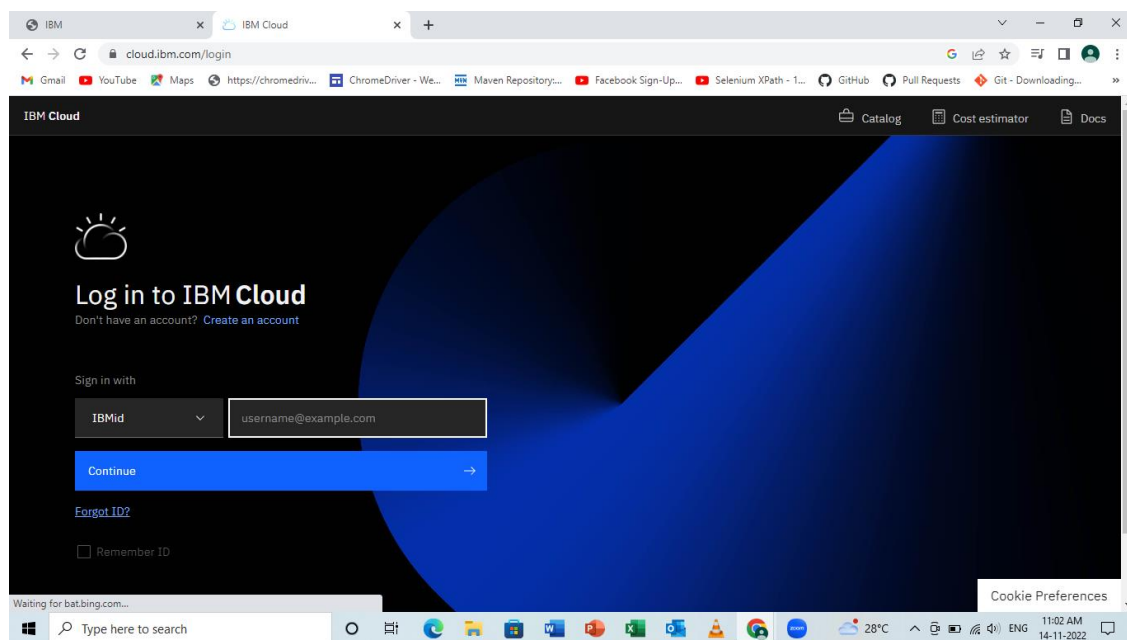 IBM
IBM Cloud
cloud.ibm.com/login
Gmail YouTube Maps https://chromedriv... ChromeDriver - We... Maven Repository:... Facebook Sign-Up... Selenium XPath - 1... GitHub Pull Requests Git - Downloading... »
IBM Cloud Catalog Cost estimator Docs
Log in to IBM Cloud
Don't have an account? Create an account
Sign in with
IBMid username@example.com
Continue
Forgot ID?
Remember ID
Cookie Preferences
Waiting for bat.bing.com...
Type here to search 28°C ENG 11:02 AM
14-11-2022